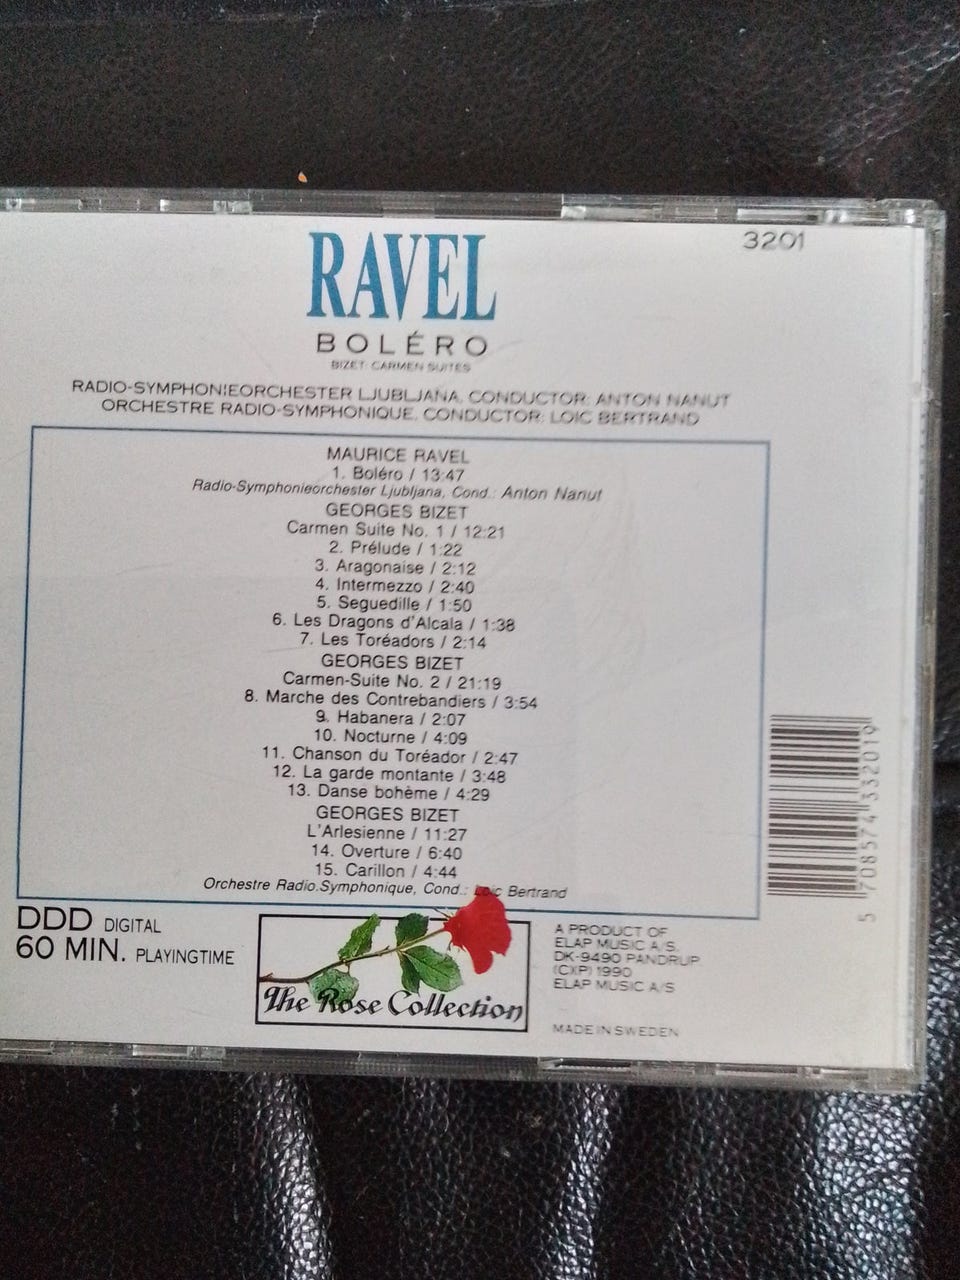 RAVEL
3201
BOLÉRO
BIZET: CARMEN SUITES
RADIO-SYMPHONIEORCHESTER LJUBLJANA, CONDUCTOR: ANTON NANUT
ORCHESTRE RADIO-SYMPHONIQUE, CONDUCTOR: LOIC BERTRAND
MAURICE RAVEL
1. Boléro / 13:47
Radio-Symphonieorchester Ljubljana, Cond.: Anton Nanut
GEORGES BIZET
Carmen Suite No. 1 / 12:21
2. Prélude / 1:22
3. Aragonaise / 2:12
4. Intermezzo / 2:40
5. Seguedille / 1:50
6. Les Dragons d'Alcala / 1:38
7. Les Toréadors / 2:14
GEORGES BIZET
Carmen-Suite No. 2 / 21:19
8. Marche des Contrebandiers / 3:54
9. Habanera / 2:07
10. Nocturne / 4:09
11. Chanson du Toréador / 2:47
12. La garde montante / 3:48
13. Danse bohème / 4:29
GEORGES BIZET
L'Arlesienne / 11:27
14. Overture / 6:40
15. Carillon / 4:44
Orchestre Radio.Symphonique, Cond.: Loic Bertrand
5 708574 332019
DDD DIGITAL
60 MIN. PLAYINGTIME
The Rose Collection
A PRODUCT OF
ELAP MUSIC A/S.
DK-9490 PANDRUP
(C)(P) 1990
ELAP MUSIC A/S
MADE IN SWEDEN